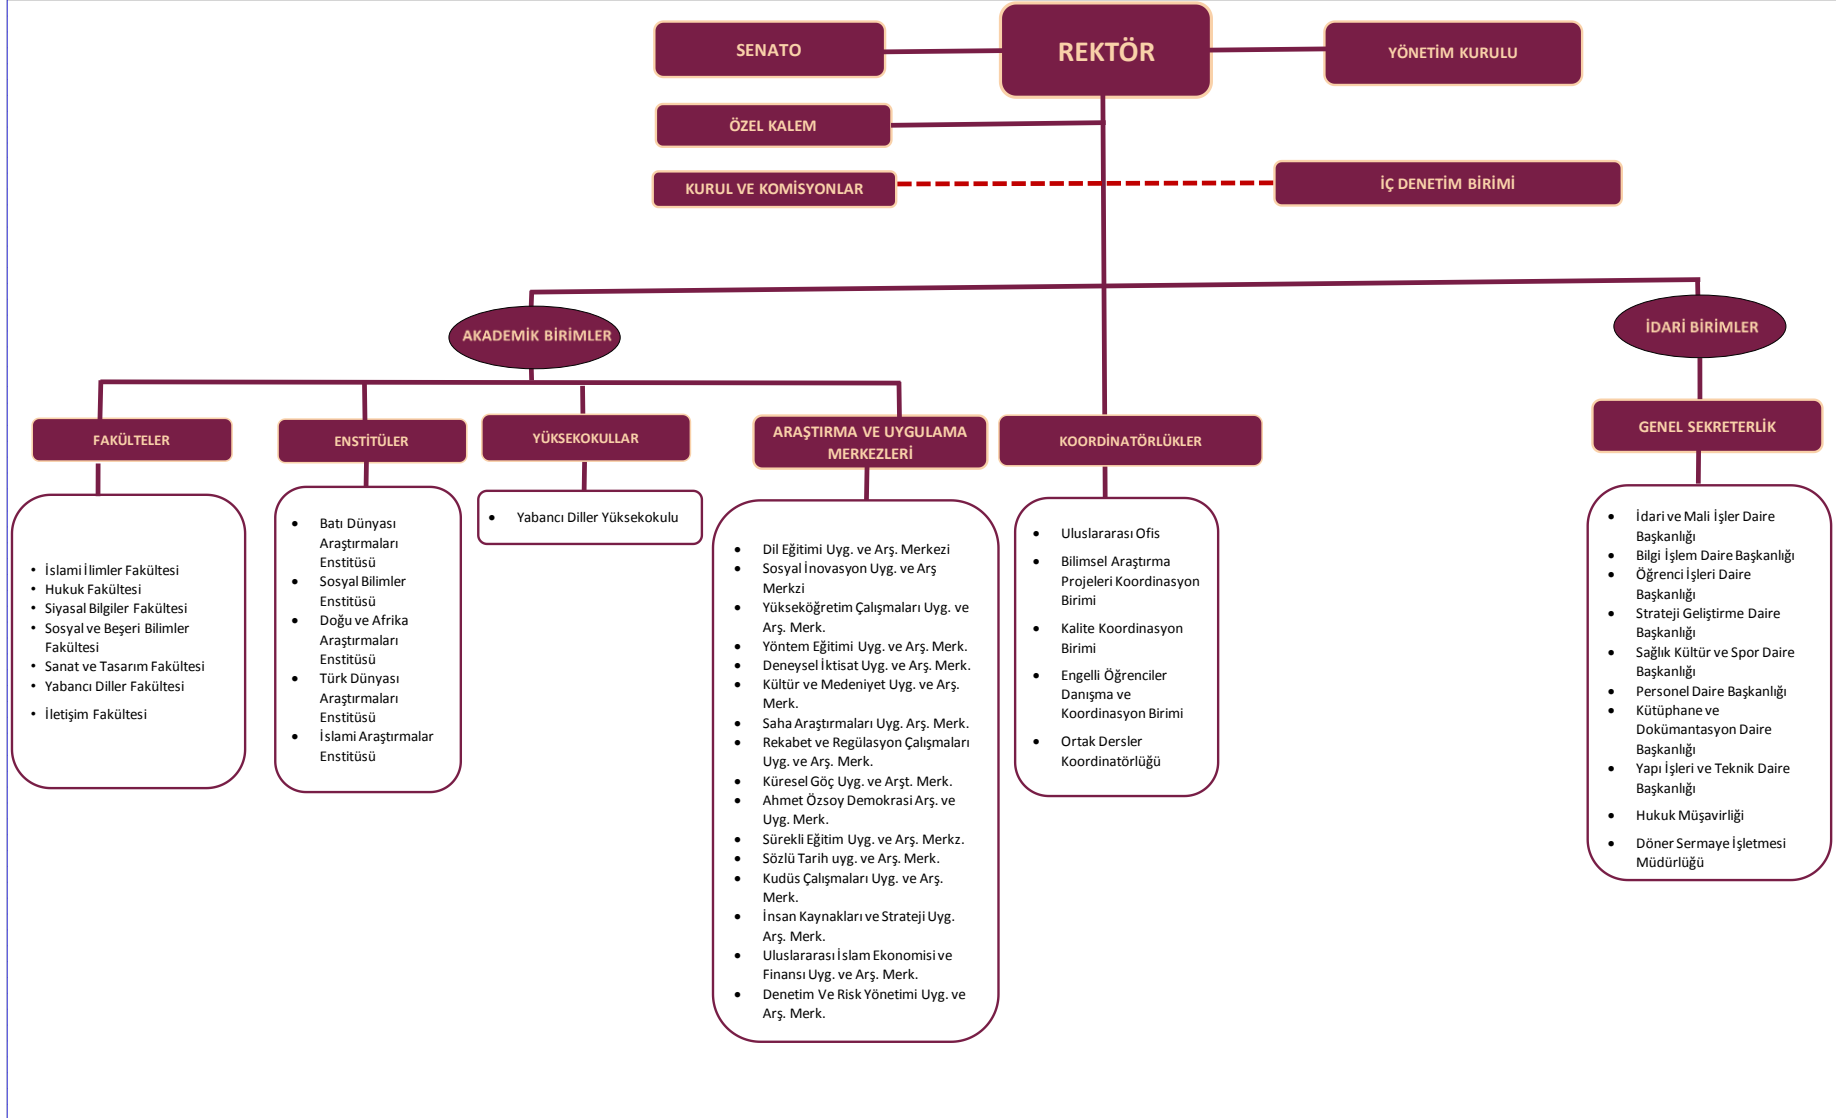 SENATO
REKTÖR
YÖNETİM KURULU
ÖZEL KALEM
KURUL VE KOMİSYONLAR
İÇ DENETİM BİRİMİ
AKADEMİK BİRİMLER
İDARİ BİRİMLER
FAKÜLTELER
ENSTİTÜLER
YÜKSEKOKULLAR
ARAŞTIRMA VE UYGULAMA
MERKEZLERİ
KOORDİNATÖRLÜKLER
GENEL SEKRETERLİK
• İslami İlimler Fakültesi
• Hukuk Fakültesi
• Siyasal Bilgiler Fakültesi
• Sosyal ve Beşeri Bilimler
Fakültesi
• Sanat ve Tasarım Fakültesi
• Yabancı Diller Fakültesi
• İletişim Fakültesi
• Batı Dünyası
Araştırmaları
Enstitüsü
• Sosyal Bilimler
Enstitüsü
• Doğu ve Afrika
Araştırmaları
Enstitüsü
• Türk Dünyası
Araştırmaları
Enstitüsü
• İslami Araştırmalar
Enstitüsü
• Yabancı Diller Yüksekokulu
• Dil Eğitimi Uyg. ve Arş. Merkezi
• Sosyal İnovasyon Uyg. ve Arş
Merkzi
• Yükseköğretim Çalışmaları Uyg. ve
Arş. Merk.
• Yöntem Eğitimi Uyg. ve Arş. Merk.
• Deneysel İktisat Uyg. ve Arş. Merk.
• Kültür ve Medeniyet Uyg. ve Arş.
Merk.
• Saha Araştırmaları Uyg. Arş. Merk.
• Rekabet ve Regülasyon Çalışmaları
Uyg. ve Arş. Merk.
• Küresel Göç Uyg. ve Arşt. Merk.
• Ahmet Özsoy Demokrasi Arş. ve
Uyg. Merk.
• Sürekli Eğitim Uyg. ve Arş. Merkz.
• Sözlü Tarih uyg. ve Arş. Merk.
• Kudüs Çalışmaları Uyg. ve Arş.
Merk.
• İnsan Kaynakları ve Strateji Uyg.
Arş. Merk.
• Uluslararası İslam Ekonomisi ve
Finansı Uyg. ve Arş. Merk.
• Denetim Ve Risk Yönetimi Uyg. ve
Arş. Merk.
• Uluslararası Ofis
• Bilimsel Araştırma
Projeleri Koordinasyon
Birimi
• Kalite Koordinasyon
Birimi
• Engelli Öğrenciler
Danışma ve
Koordinasyon Birimi
• Ortak Dersler
Koordinatörlüğü
• İdari ve Mali İşler Daire
Başkanlığı
• Bilgi İşlem Daire Başkanlığı
• Öğrenci İşleri Daire
Başkanlığı
• Strateji Geliştirme Daire
Başkanlığı
• Sağlık Kültür ve Spor Daire
Başkanlığı
• Personel Daire Başkanlığı
• Kütüphane ve
Dokümantasyon Daire
Başkanlığı
• Yapı İşleri ve Teknik Daire
Başkanlığı
• Hukuk Müşavirliği
• Döner Sermaye İşletmesi
Müdürlüğü